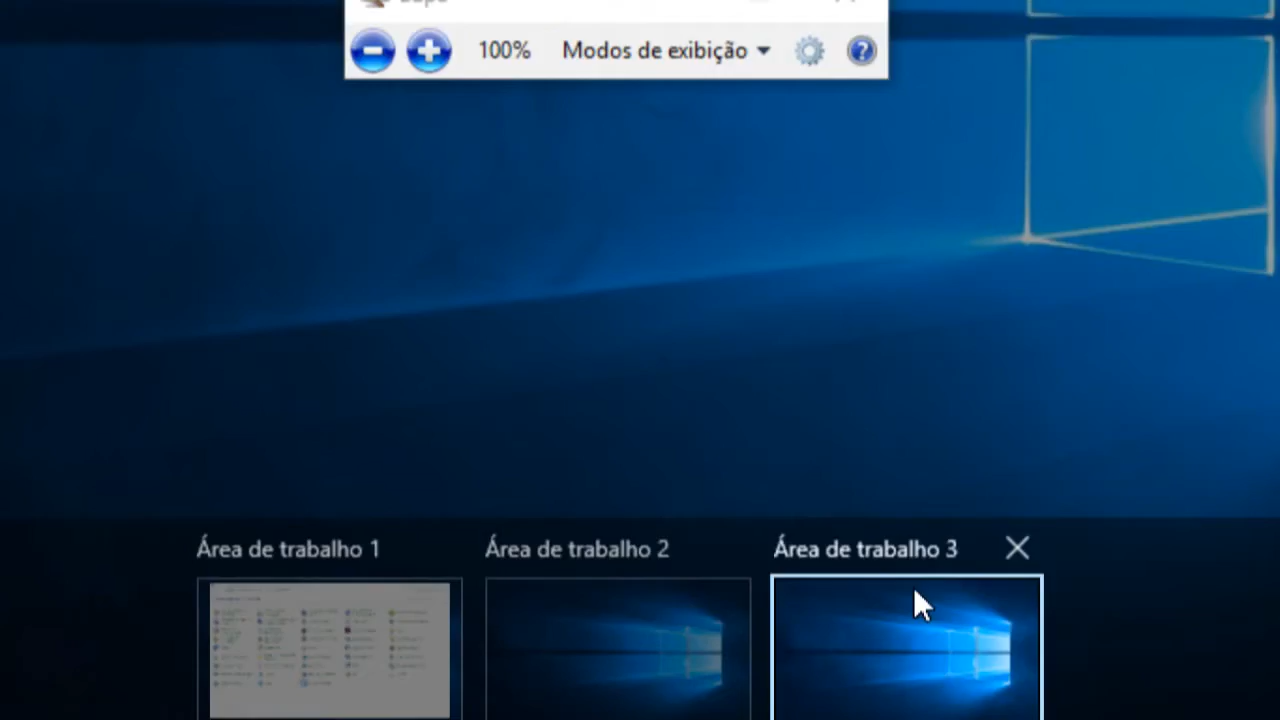 100% Modos de exibição
Área de trabalho 1 Área de trabalho 2 Área de trabalho 3